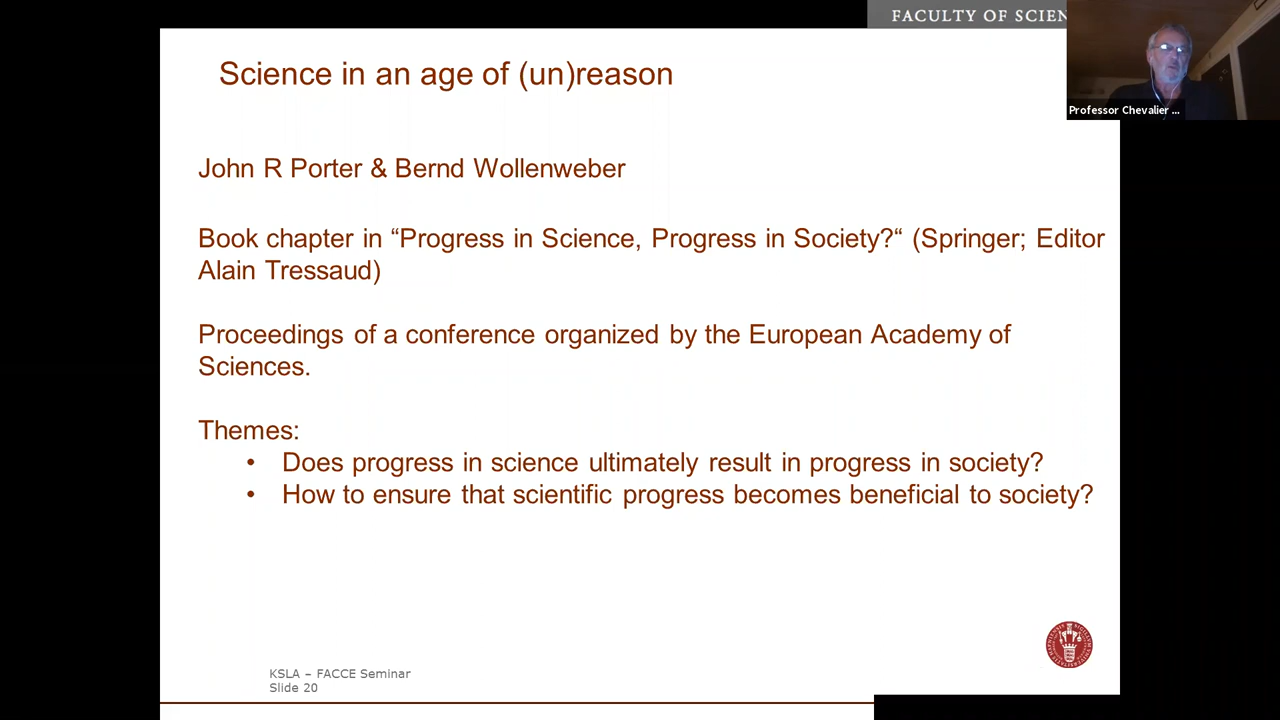 FACULTY OF SCIEN
Professor Chevalier ...
Science in an age of (un)reason
John R Porter & Bernd Wollenweber
Book chapter in “Progress in Science, Progress in Society?“ (Springer; Editor
Alain Tressaud)
Proceedings of a conference organized by the European Academy of
Sciences.
Themes:
• Does progress in science ultimately result in progress in society?
• How to ensure that scientific progress becomes beneficial to society?
KSLA – FACCE Seminar
Slide 20